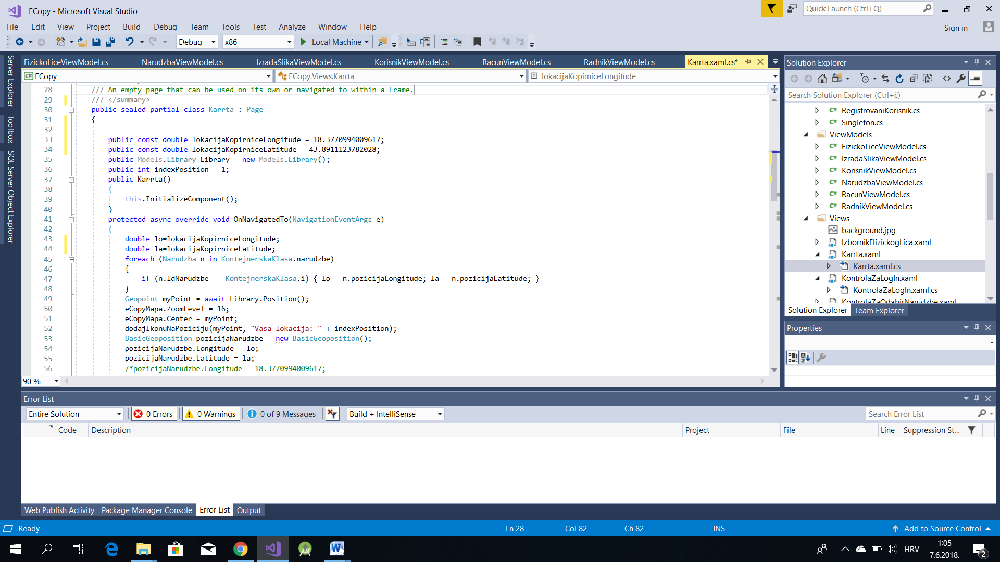 ECopy - Microsoft Visual Studio
Quick Launch (Ctrl+Q)
File Edit View Project Build Debug Team Tools Test Analyze Window Help
Sign in
Debug x86 Local Machine
Server Explorer
Toolbox
SQL Server Object Explorer
FizickoLiceViewModel.cs NarudzbaViewModel.cs IzradaSlikaViewModel.cs KorisnikViewModel.cs RacunViewModel.cs RadnikViewModel.cs Karrta.xaml.cs*
ECopy ECopy.Views.Karrta lokacijaKopirniceLongitude
28 /// An empty page that can be used on its own or navigated to within a Frame.
29 /// </summary>
30 public sealed partial class Karrta : Page
31 {
32
33 public const double lokacijaKopirniceLongitude = 18.3770994009617;
34 public const double lokacijaKopirniceLatitude = 43.8911123782028;
35 public Models.Library Library = new Models.Library();
36 public int indexPosition = 1;
37 public Karrta()
38 {
39 this.InitializeComponent();
40 }
41 protected async override void OnNavigatedTo(NavigationEventArgs e)
42 {
43 double lo=lokacijaKopirniceLongitude;
44 double la=lokacijaKopirniceLatitude;
45 foreach (Narudzba n in KontejnerskaKlasa.narudzbe)
46 {
47 if (n.IdNarudzbe == KontejnerskaKlasa.i) { lo = n.pozicijaLongitude; la = n.pozicijaLatitude; }
48 }
49 Geopoint myPoint = await Library.Position();
50 eCopyMapa.ZoomLevel = 16;
51 eCopyMapa.Center = myPoint;
52 dodajIkonuNaPoziciju(myPoint, "Vasa lokacija: " + indexPosition);
53 BasicGeoposition pozicijaNarudzbe = new BasicGeoposition();
54 pozicijaNarudzbe.Longitude = lo;
55 pozicijaNarudzbe.Latitude = la;
56 /*pozicijaNarudzbe.Longitude = 18.3770994009617;
90 %
Solution Explorer
Search Solution Explorer (Ctrl+č)
RegistrovaniKorisnik.cs
Singleton.cs
ViewModels
FizickoLiceViewModel.cs
IzradaSlikaViewModel.cs
KorisnikViewModel.cs
NarudzbaViewModel.cs
RacunViewModel.cs
RadnikViewModel.cs
Views
background.jpg
IzbornikFIizickogLica.xaml
Karrta.xaml
Karrta.xaml.cs
KontrolaZaLogIn.xaml
KontrolaZaLogIn.xaml.cs
KontrolaZaOdabirNarudzbe.xaml
Solution Explorer Team Explorer
Properties
Error List
Entire Solution 0 Errors 0 Warnings 0 of 9 Messages Build + IntelliSense Search Error List
Code Description Project File Line Suppression St...
Web Publish Activity Package Manager Console Error List Output
Ready Ln 28 Col 82 Ch 82 INS Add to Source Control
HRV 1:05
7.6.2018. 2